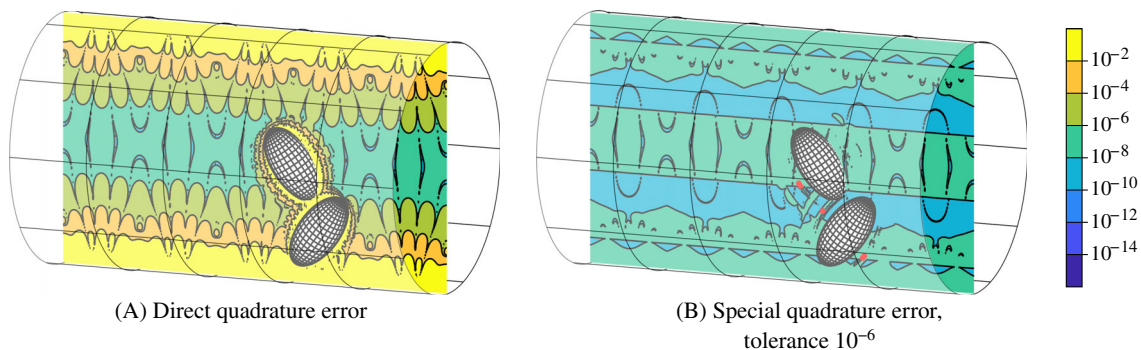 10⁻²
10⁻⁴
10⁻⁶
10⁻⁸
10⁻¹⁰
10⁻¹²
10⁻¹⁴
(A) Direct quadrature error
(B) Special quadrature error,
tolerance 10⁻⁶